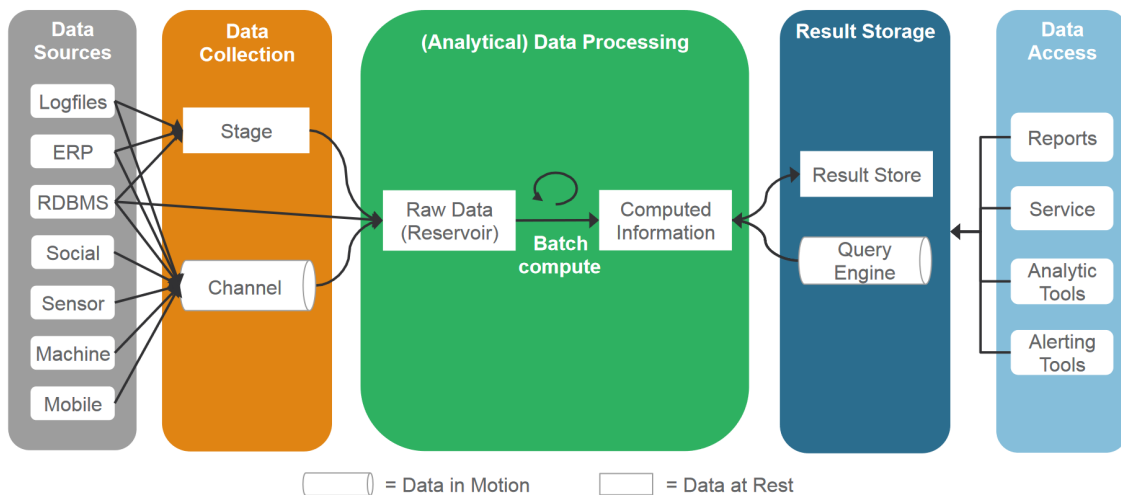 Data
Sources
Logfiles
ERP
RDBMS
Social
Sensor
Machine
Mobile
Data
Collection
Stage
Channel
(Analytical) Data Processing
Raw Data
(Reservoir)
Batch
compute
Computed
Information
Result Storage
Result Store
Query
Engine
Data
Access
Reports
Service
Analytic
Tools
Alerting
Tools
= Data in Motion
= Data at Rest